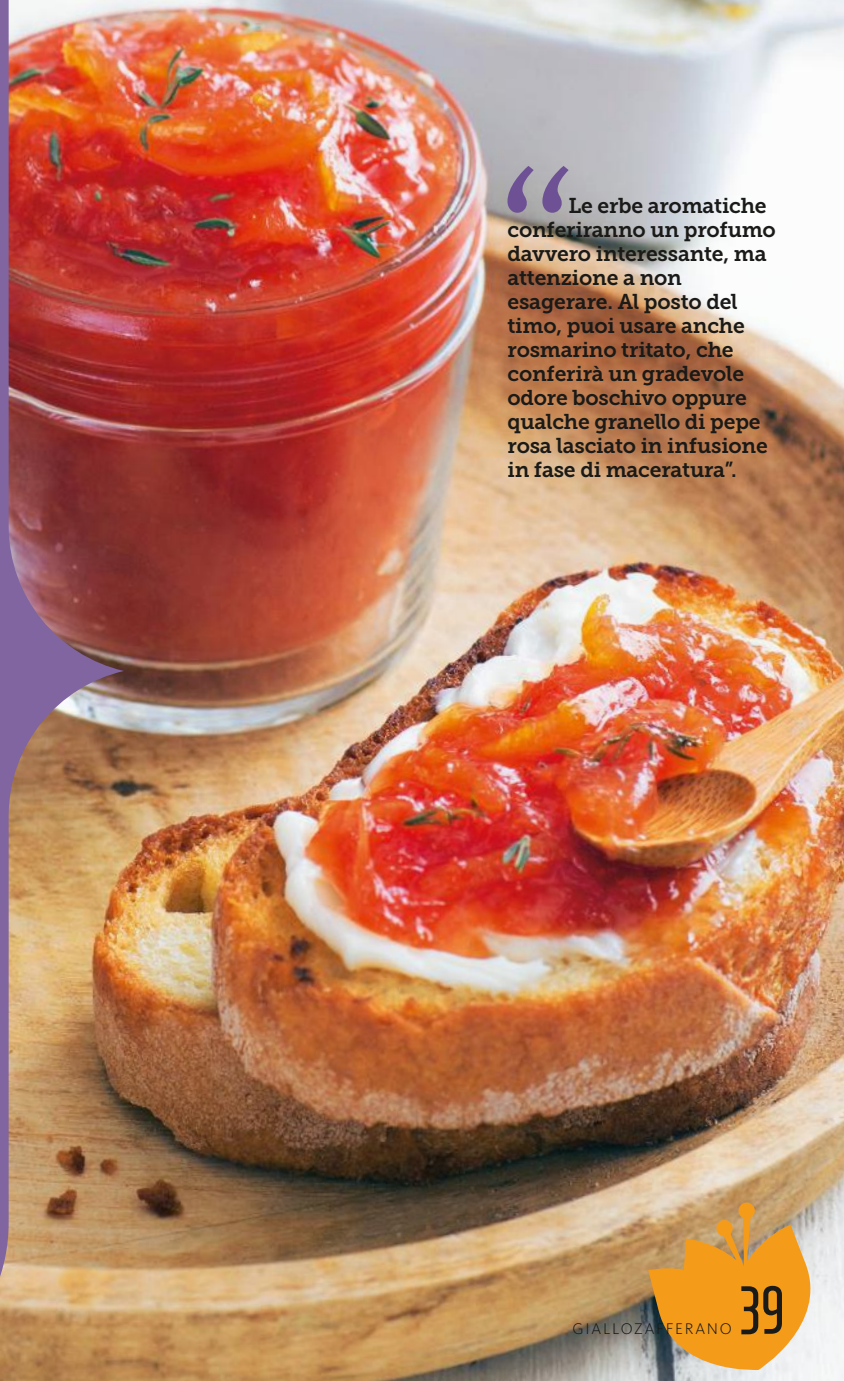 “Le erbe aromatiche
conferiranno un profumo
davvero interessante, ma
attenzione a non
esagerare. Al posto del
timo, puoi usare anche
rosmarino tritato, che
conferirà un gradevole
odore boschivo oppure
qualche granello di pepe
rosa lasciato in infusione
in fase di maceratura”.
GIALLOZAFFERANO 39